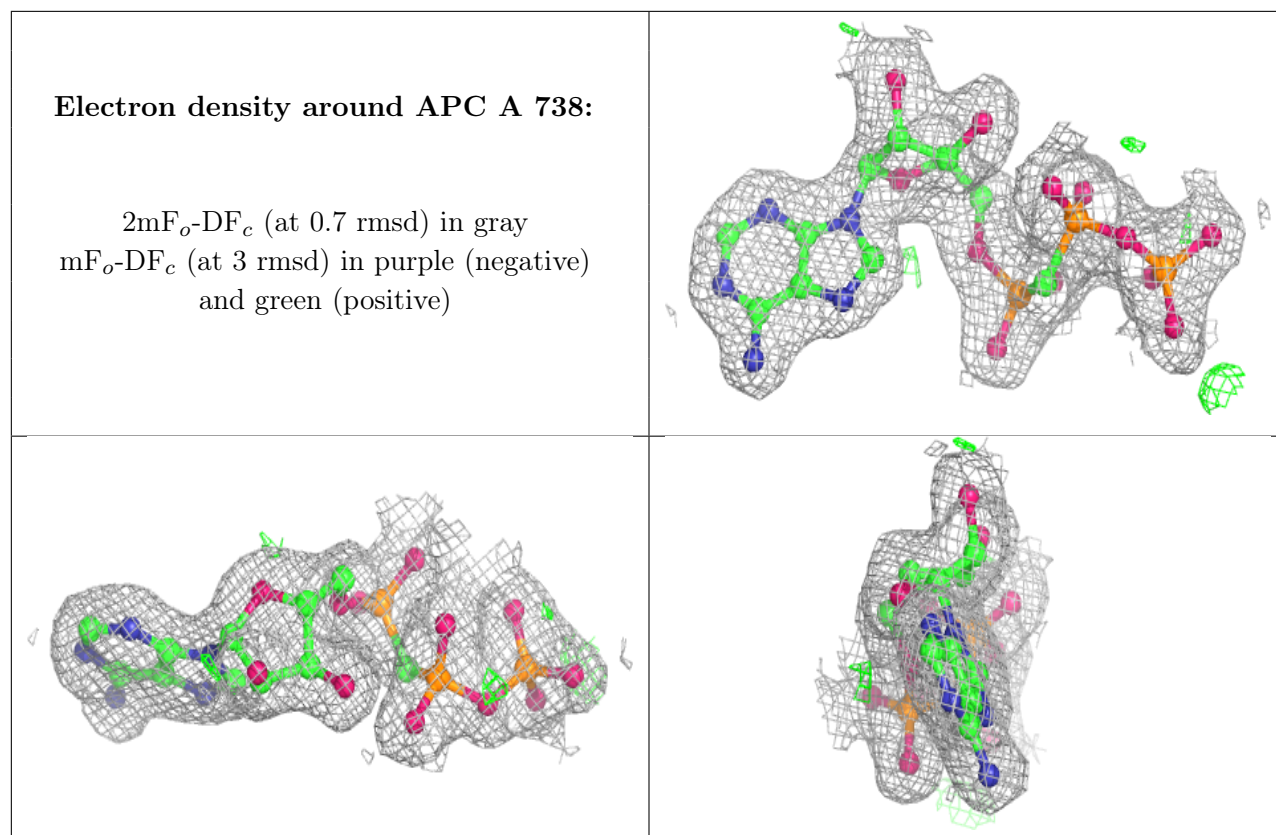 Electron density around APC A 738:
2mFo-DFc (at 0.7 rmsd) in gray
mFo-DFc (at 3 rmsd) in purple (negative)
and green (positive)